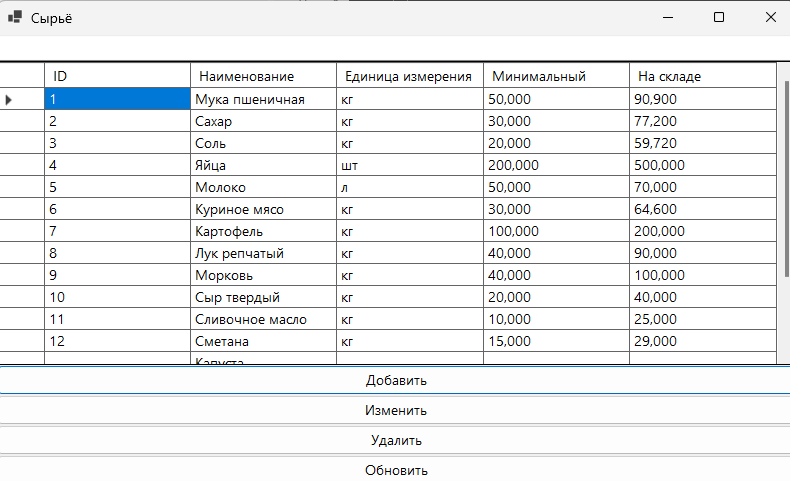 Сырьё
ID Наименование Единица измерения Минимальный На складе
1 Мука пшеничная кг 50,000 90,900
2 Сахар кг 30,000 77,200
3 Соль кг 20,000 59,720
4 Яйца шт 200,000 500,000
5 Молоко л 50,000 70,000
6 Куриное мясо кг 30,000 64,600
7 Картофель кг 100,000 200,000
8 Лук репчатый кг 40,000 90,000
9 Морковь кг 40,000 100,000
10 Сыр твердый кг 20,000 40,000
11 Сливочное масло кг 10,000 25,000
12 Сметана кг 15,000 29,000
Капуста
Добавить
Изменить
Удалить
Обновить